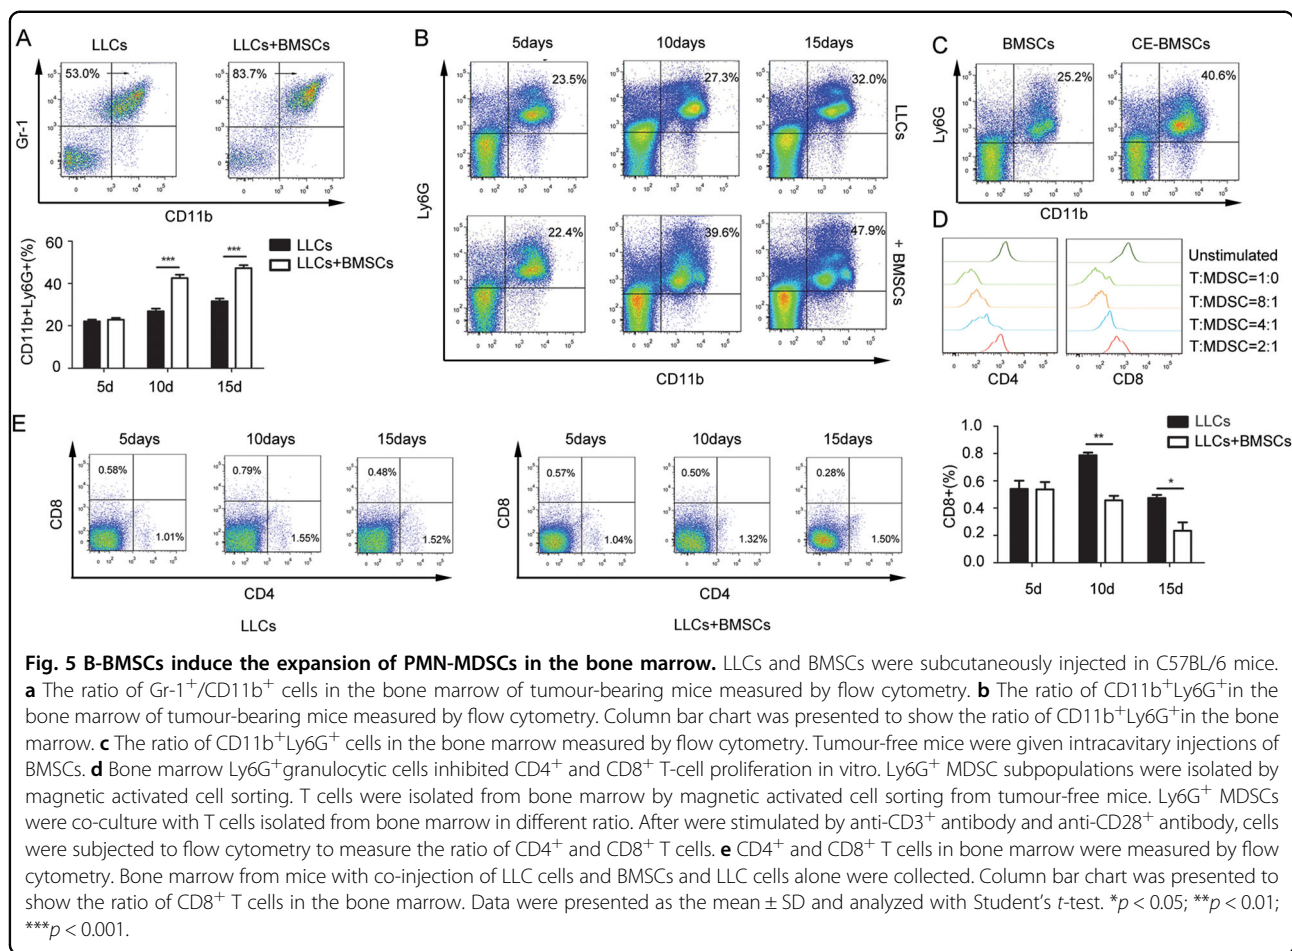 A
LLCs
LLCs+BMSCs
53.0%
83.7%
Gr-1
10⁵
10⁴
10³
10²
0
0 10² 10³ 10⁴ 10⁵
CD11b
CD11b+Ly6G+(%)
60
40
20
0
***
***
LLCs
LLCs+BMSCs
5d 10d 15d
B
5days 10days 15days
23.5% 27.3% 32.0%
LLCs
22.4% 39.6% 47.9%
+ BMSCs
Ly6G
CD11b
C
BMSCs CE-BMSCs
25.2% 40.6%
Ly6G
CD11b
D
Unstimulated
T:MDSC=1:0
T:MDSC=8:1
T:MDSC=4:1
T:MDSC=2:1
CD4 CD8
E
5days 10days 15days
0.58% 0.79% 0.48%
1.01% 1.55% 1.52%
CD8
CD4
LLCs
5days 10days 15days
0.57% 0.50% 0.28%
1.04% 1.32% 1.50%
CD8
CD4
LLCs+BMSCs
CD8+(%)
1.0
0.8
0.6
0.4
0.2
0.0
**
*
LLCs
LLCs+BMSCs
5d 10d 15d
Fig. 5 B-BMSCs induce the expansion of PMN-MDSCs in the bone marrow. LLCs and BMSCs were subcutaneously injected in C57BL/6 mice.
a The ratio of Gr-1⁺/CD11b⁺ cells in the bone marrow of tumour-bearing mice measured by flow cytometry. b The ratio of CD11b⁺Ly6G⁺in the
bone marrow of tumour-bearing mice measured by flow cytometry. Column bar chart was presented to show the ratio of CD11b⁺Ly6G⁺in the bone
marrow. c The ratio of CD11b⁺Ly6G⁺ cells in the bone marrow measured by flow cytometry. Tumour-free mice were given intracavitary injections of
BMSCs. d Bone marrow Ly6G⁺granulocytic cells inhibited CD4⁺ and CD8⁺ T-cell proliferation in vitro. Ly6G⁺ MDSC subpopulations were isolated by
magnetic activated cell sorting. T cells were isolated from bone marrow by magnetic activated cell sorting from tumour-free mice. Ly6G⁺ MDSCs
were co-culture with T cells isolated from bone marrow in different ratio. After were stimulated by anti-CD3⁺ antibody and anti-CD28⁺ antibody, cells
were subjected to flow cytometry to measure the ratio of CD4⁺ and CD8⁺ T cells. e CD4⁺ and CD8⁺ T cells in bone marrow were measured by flow
cytometry. Bone marrow from mice with co-injection of LLC cells and BMSCs and LLC cells alone were collected. Column bar chart was presented to
show the ratio of CD8⁺ T cells in the bone marrow. Data were presented as the mean ± SD and analyzed with Student's t-test. *p < 0.05; **p < 0.01;
***p < 0.001.